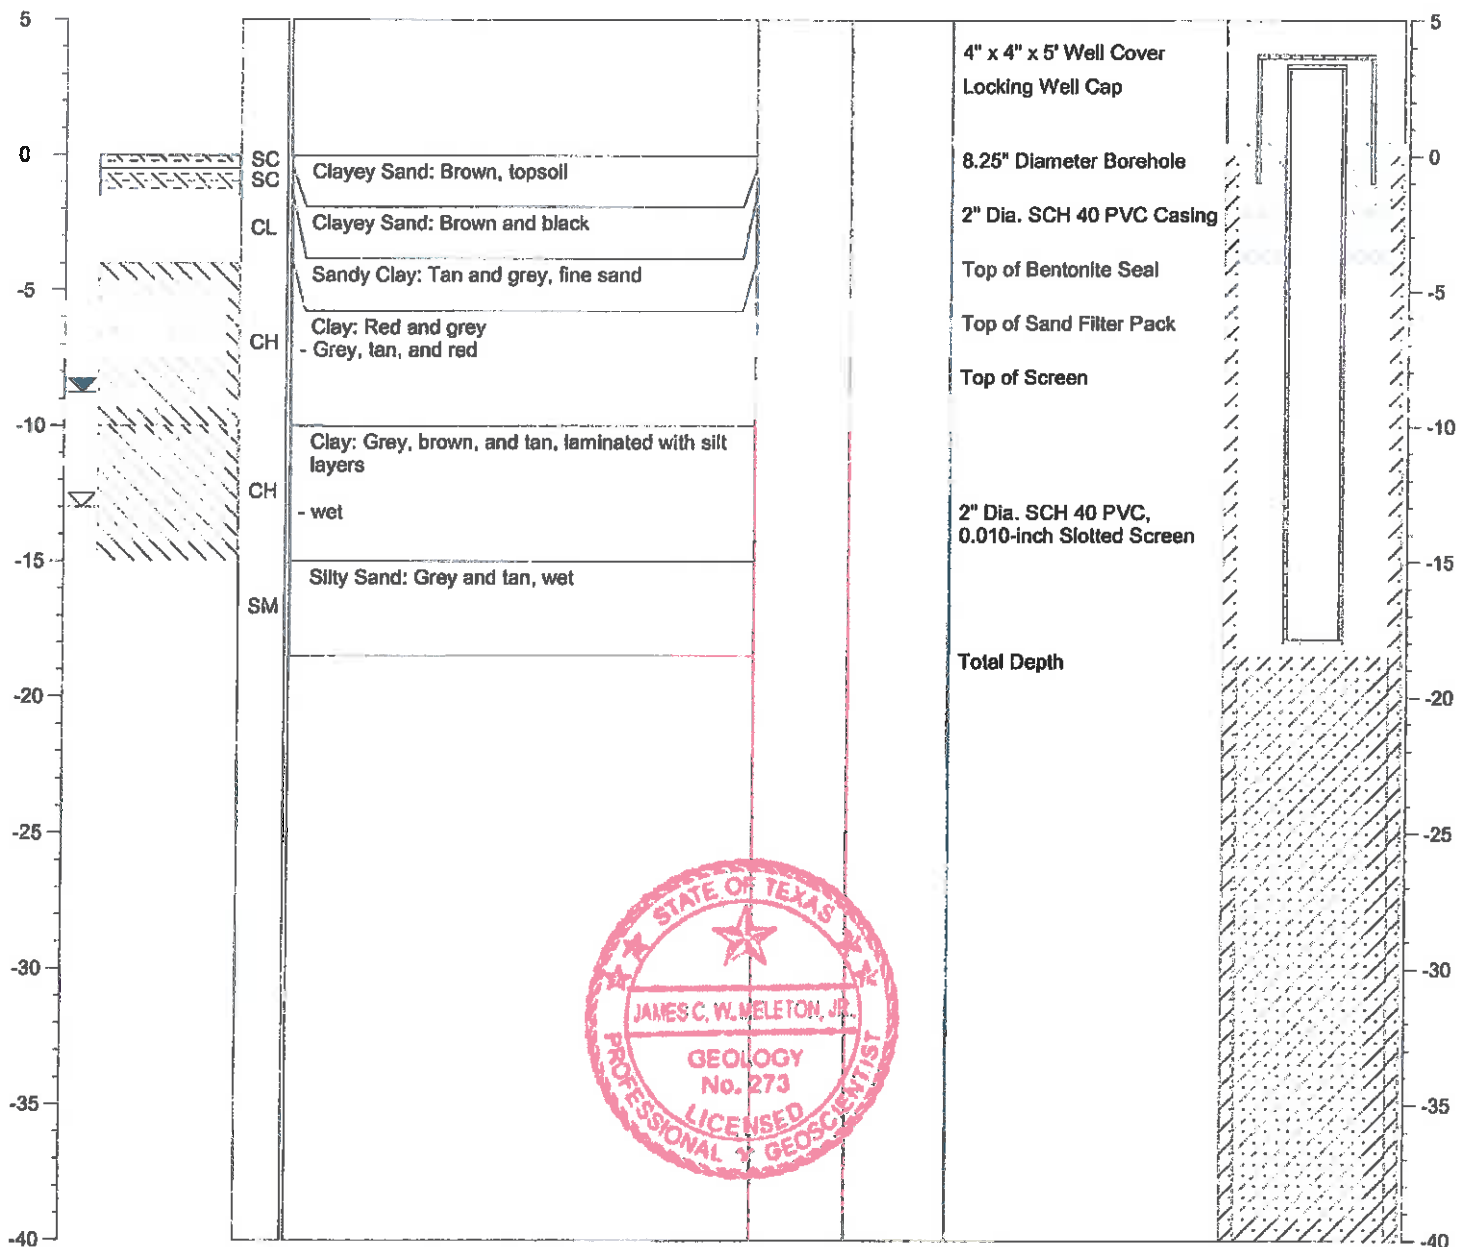 5
0
-5
-10
-15
-20
-25
-30
-35
-40
SC
SC
CL
CH
CH
SM
Clayey Sand: Brown, topsoil
Clayey Sand: Brown and black
Sandy Clay: Tan and grey, fine sand
Clay: Red and grey
- Grey, tan, and red
Clay: Grey, brown, and tan, laminated with silt
layers
- wet
Silty Sand: Grey and tan, wet
4" x 4" x 5' Well Cover
Locking Well Cap
8.25" Diameter Borehole
2" Dia. SCH 40 PVC Casing
Top of Bentonite Seal
Top of Sand Filter Pack
Top of Screen
2" Dia. SCH 40 PVC,
0.010-inch Slotted Screen
Total Depth
5
0
-5
-10
-15
-20
-25
-30
-35
-40
STATE OF TEXAS
JAMES C. W. MELETON, JR.
GEOLOGY
No. 273
LICENSED
PROFESSIONAL GEOSCIENTIST